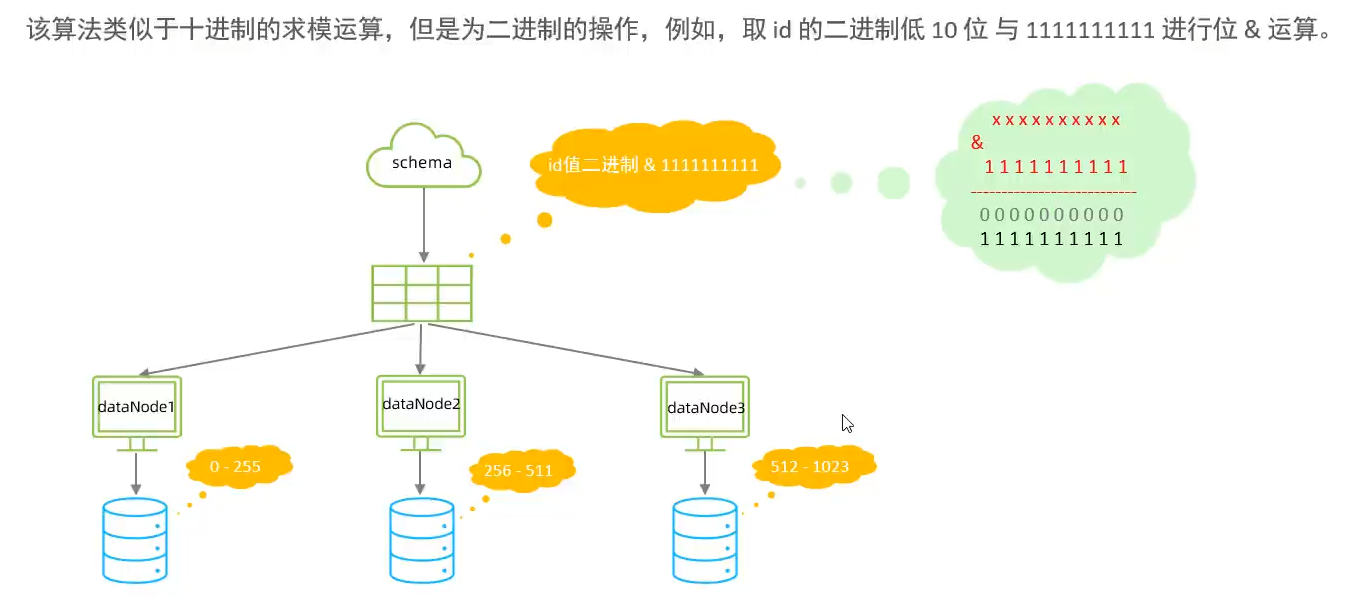 该算法类似于十进制的求模运算，但是为二进制的操作，例如，取 id 的二进制低 10 位 与 1111111111 进行位 & 运算。
schema
id值二进制 & 1111111111
x x x x x x x x x x
&
1 1 1 1 1 1 1 1 1 1
----------------------------
0 0 0 0 0 0 0 0 0 0
1 1 1 1 1 1 1 1 1 1
dataNode1
dataNode2
dataNode3
0 - 255
256 - 511
512 - 1023